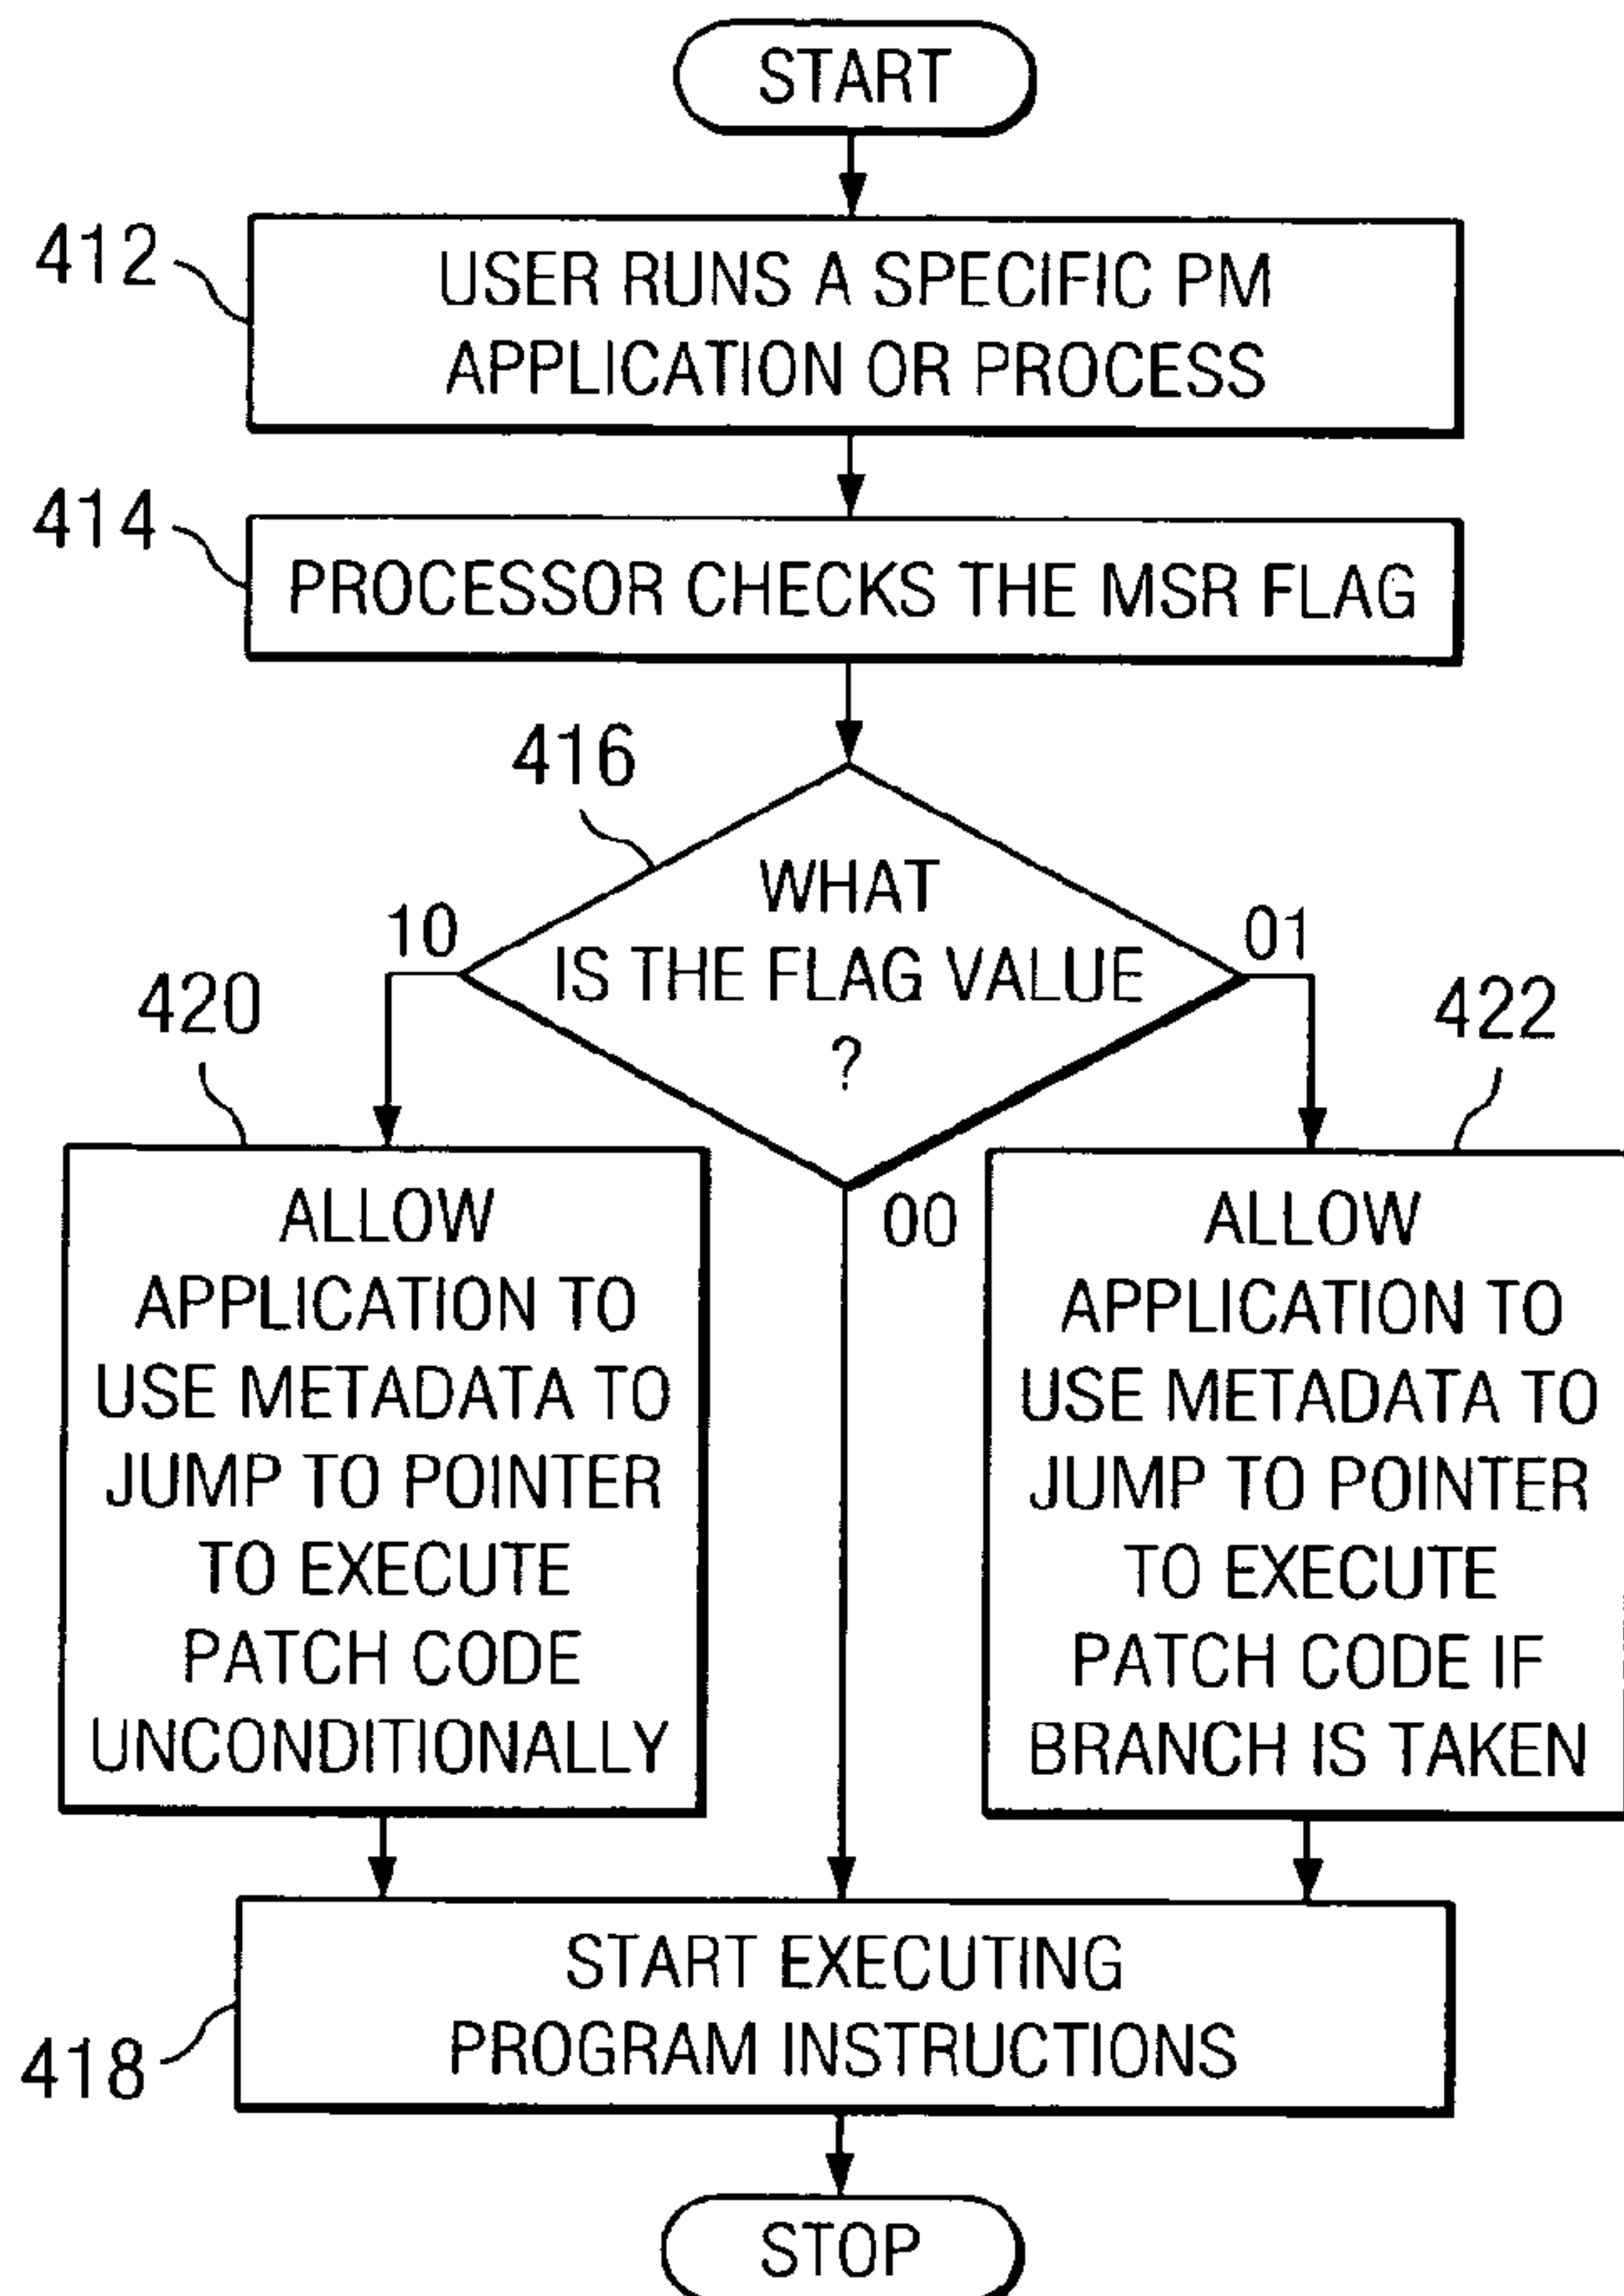 START
412
USER RUNS A SPECIFIC PM
APPLICATION OR PROCESS
414
PROCESSOR CHECKS THE MSR FLAG
416
WHAT
IS THE FLAG VALUE
?
10
01
00
420
ALLOW
APPLICATION TO
USE METADATA TO
JUMP TO POINTER
TO EXECUTE
PATCH CODE
UNCONDITIONALLY
422
ALLOW
APPLICATION TO
USE METADATA TO
JUMP TO POINTER
TO EXECUTE
PATCH CODE IF
BRANCH IS TAKEN
START EXECUTING
PROGRAM INSTRUCTIONS
418
STOP